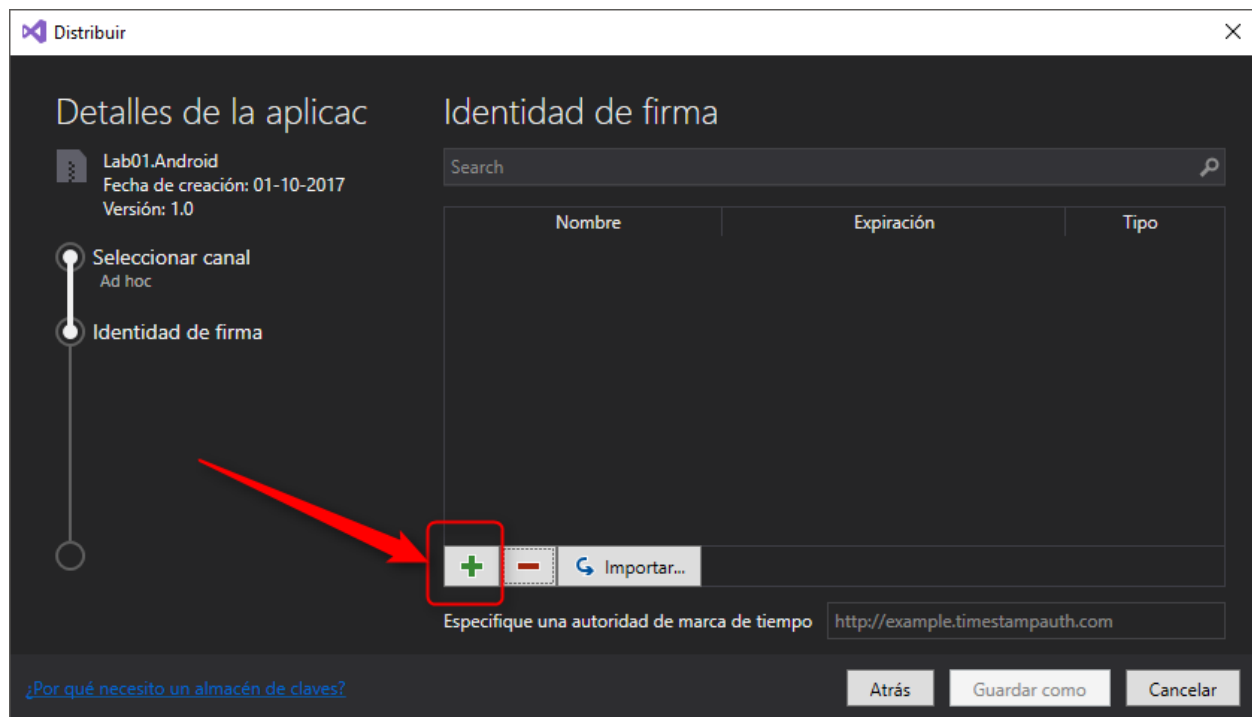 Distribuir
Detalles de la aplicac
Lab01.Android
Fecha de creación: 01-10-2017
Versión: 1.0
Seleccionar canal
Ad hoc
Identidad de firma
Identidad de firma
Search
Nombre Expiración Tipo
Importar...
Especifique una autoridad de marca de tiempo http://example.timestampauth.com
¿Por qué necesito un almacén de claves?
Atrás Guardar como Cancelar